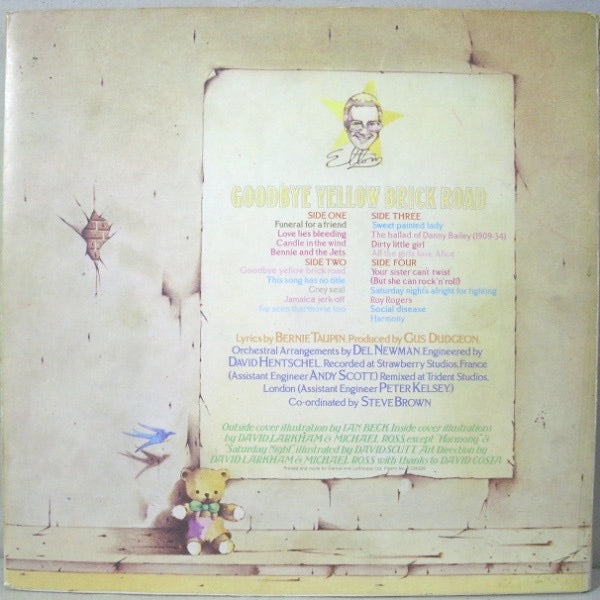 Elton
GOODBYE YELLOW BRICK ROAD
SIDE ONE
Funeral for a friend
Love lies bleeding
Candle in the wind
Bennie and the Jets
SIDE TWO
Goodbye yellow brick road
This song has no title
Grey seal
Jamaica jerk-off
I've seen that movie too
SIDE THREE
Sweet painted lady
The ballad of Danny Bailey (1909-34)
Dirty little girl
All the girls love Alice
SIDE FOUR
Your sister cant twist
(But she can rock'n'roll)
Saturday nights alright for fighting
Roy Rogers
Social disease
Harmony
Lyrics by BERNIE TAUPIN. Produced by GUS DUDGEON.
Orchestral Arrangements by DEL NEWMAN. Engineered by
DAVID HENTSCHEL. Recorded at Strawberry Studios, France
(Assistant Engineer ANDY SCOTT.) Remixed at Trident Studios,
London (Assistant Engineer PETER KELSEY.)
Co-ordinated by STEVE BROWN
Outside cover illustration by IAN BECK. Inside cover illustrations
by DAVID LARKHAM & MICHAEL ROSS except "Harmony" &
"Saturday Night" illustrated by DAVID SCUTT. Art Direction by
DAVID LARKHAM & MICHAEL ROSS with thanks to DAVID COSTA
Printed and made by